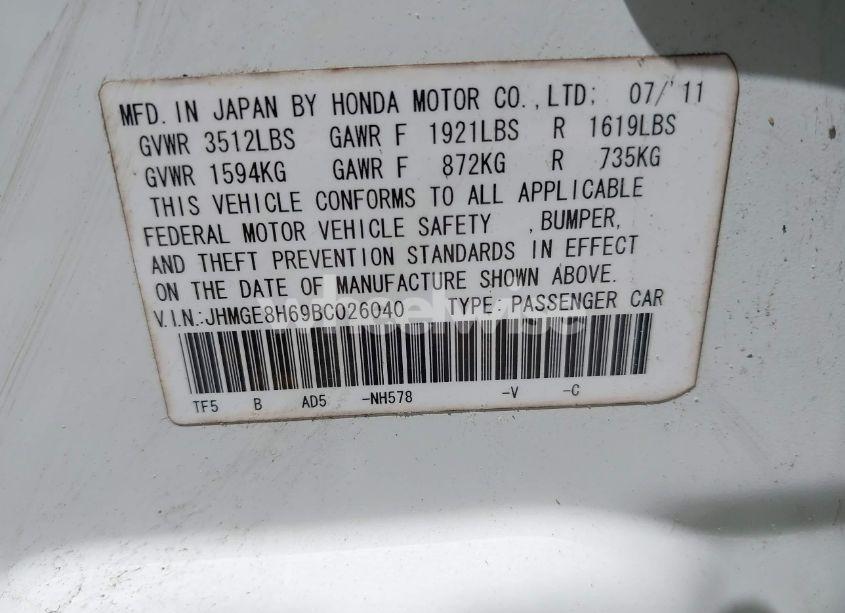 MFD. IN JAPAN BY HONDA MOTOR CO., LTD; 07/'11
GVWR 3512LBS GAWR F 1921LBS R 1619LBS
GVWR 1594KG GAWR F 872KG R 735KG
THIS VEHICLE CONFORMS TO ALL APPLICABLE
FEDERAL MOTOR VEHICLE SAFETY , BUMPER,
AND THEFT PREVENTION STANDARDS IN EFFECT
ON THE DATE OF MANUFACTURE SHOWN ABOVE.
V.I.N.:JHMGE8H69BC026040 TYPE: PASSENGER CAR
wheelwise
TF5 B AD5 -NH578 -V -C